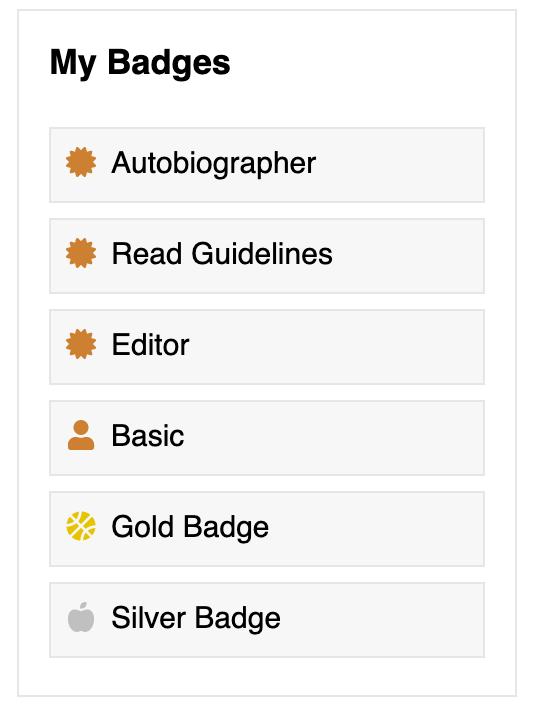 My Badges
Autobiographer
Read Guidelines
Editor
Basic
Gold Badge
Silver Badge